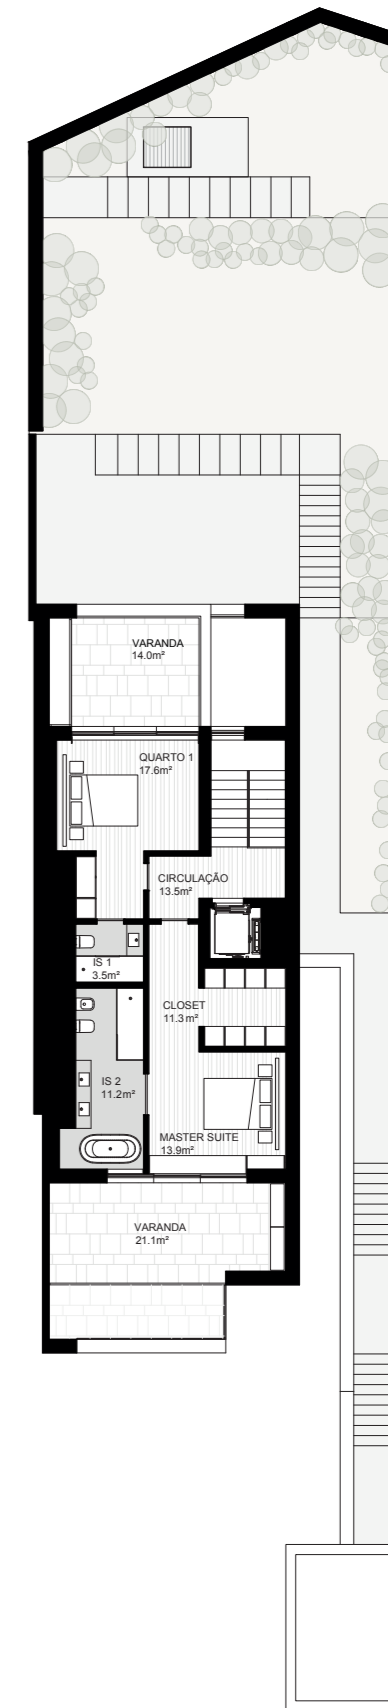 VARANDA
14.0m²
QUARTO 1
17.6m²
CIRCULAÇÃO
13.5m²
IS 1
3.5m²
CLOSET
11.3m²
IS 2
11.2m²
MASTER SUITE
13.9m²
VARANDA
21.1m²